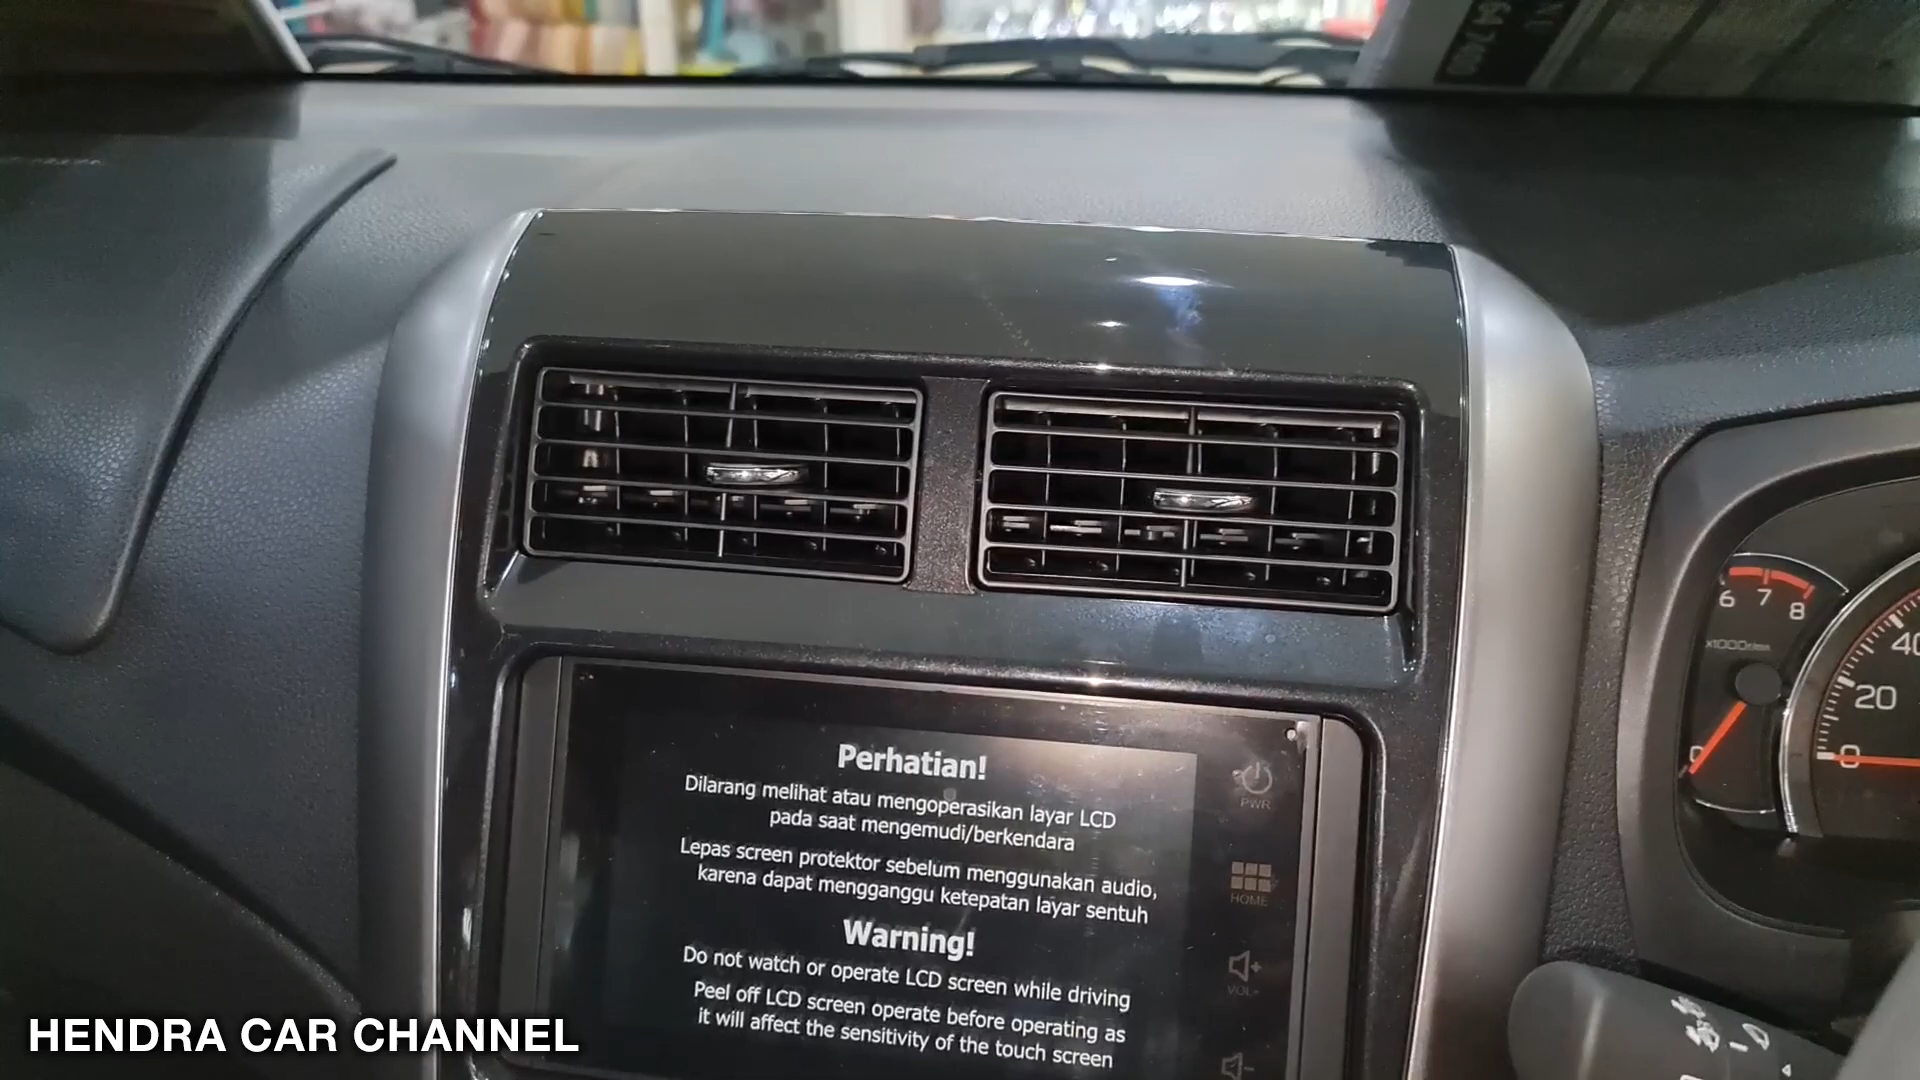 64 7400
Perhatian!
Dilarang melihat atau mengoperasikan layar LCD
pada saat mengemudi/berkendara
Lepas screen protektor sebelum menggunakan audio,
karena dapat mengganggu ketepatan layar sentuh
Warning!
Do not watch or operate LCD screen while driving
Peel off LCD screen operate before operating as
it will affect the sensitivity of the touch screen
PWR
HOME
VOL+
6 7 8
x1000r/min
0
40
20
0
HENDRA CAR CHANNEL